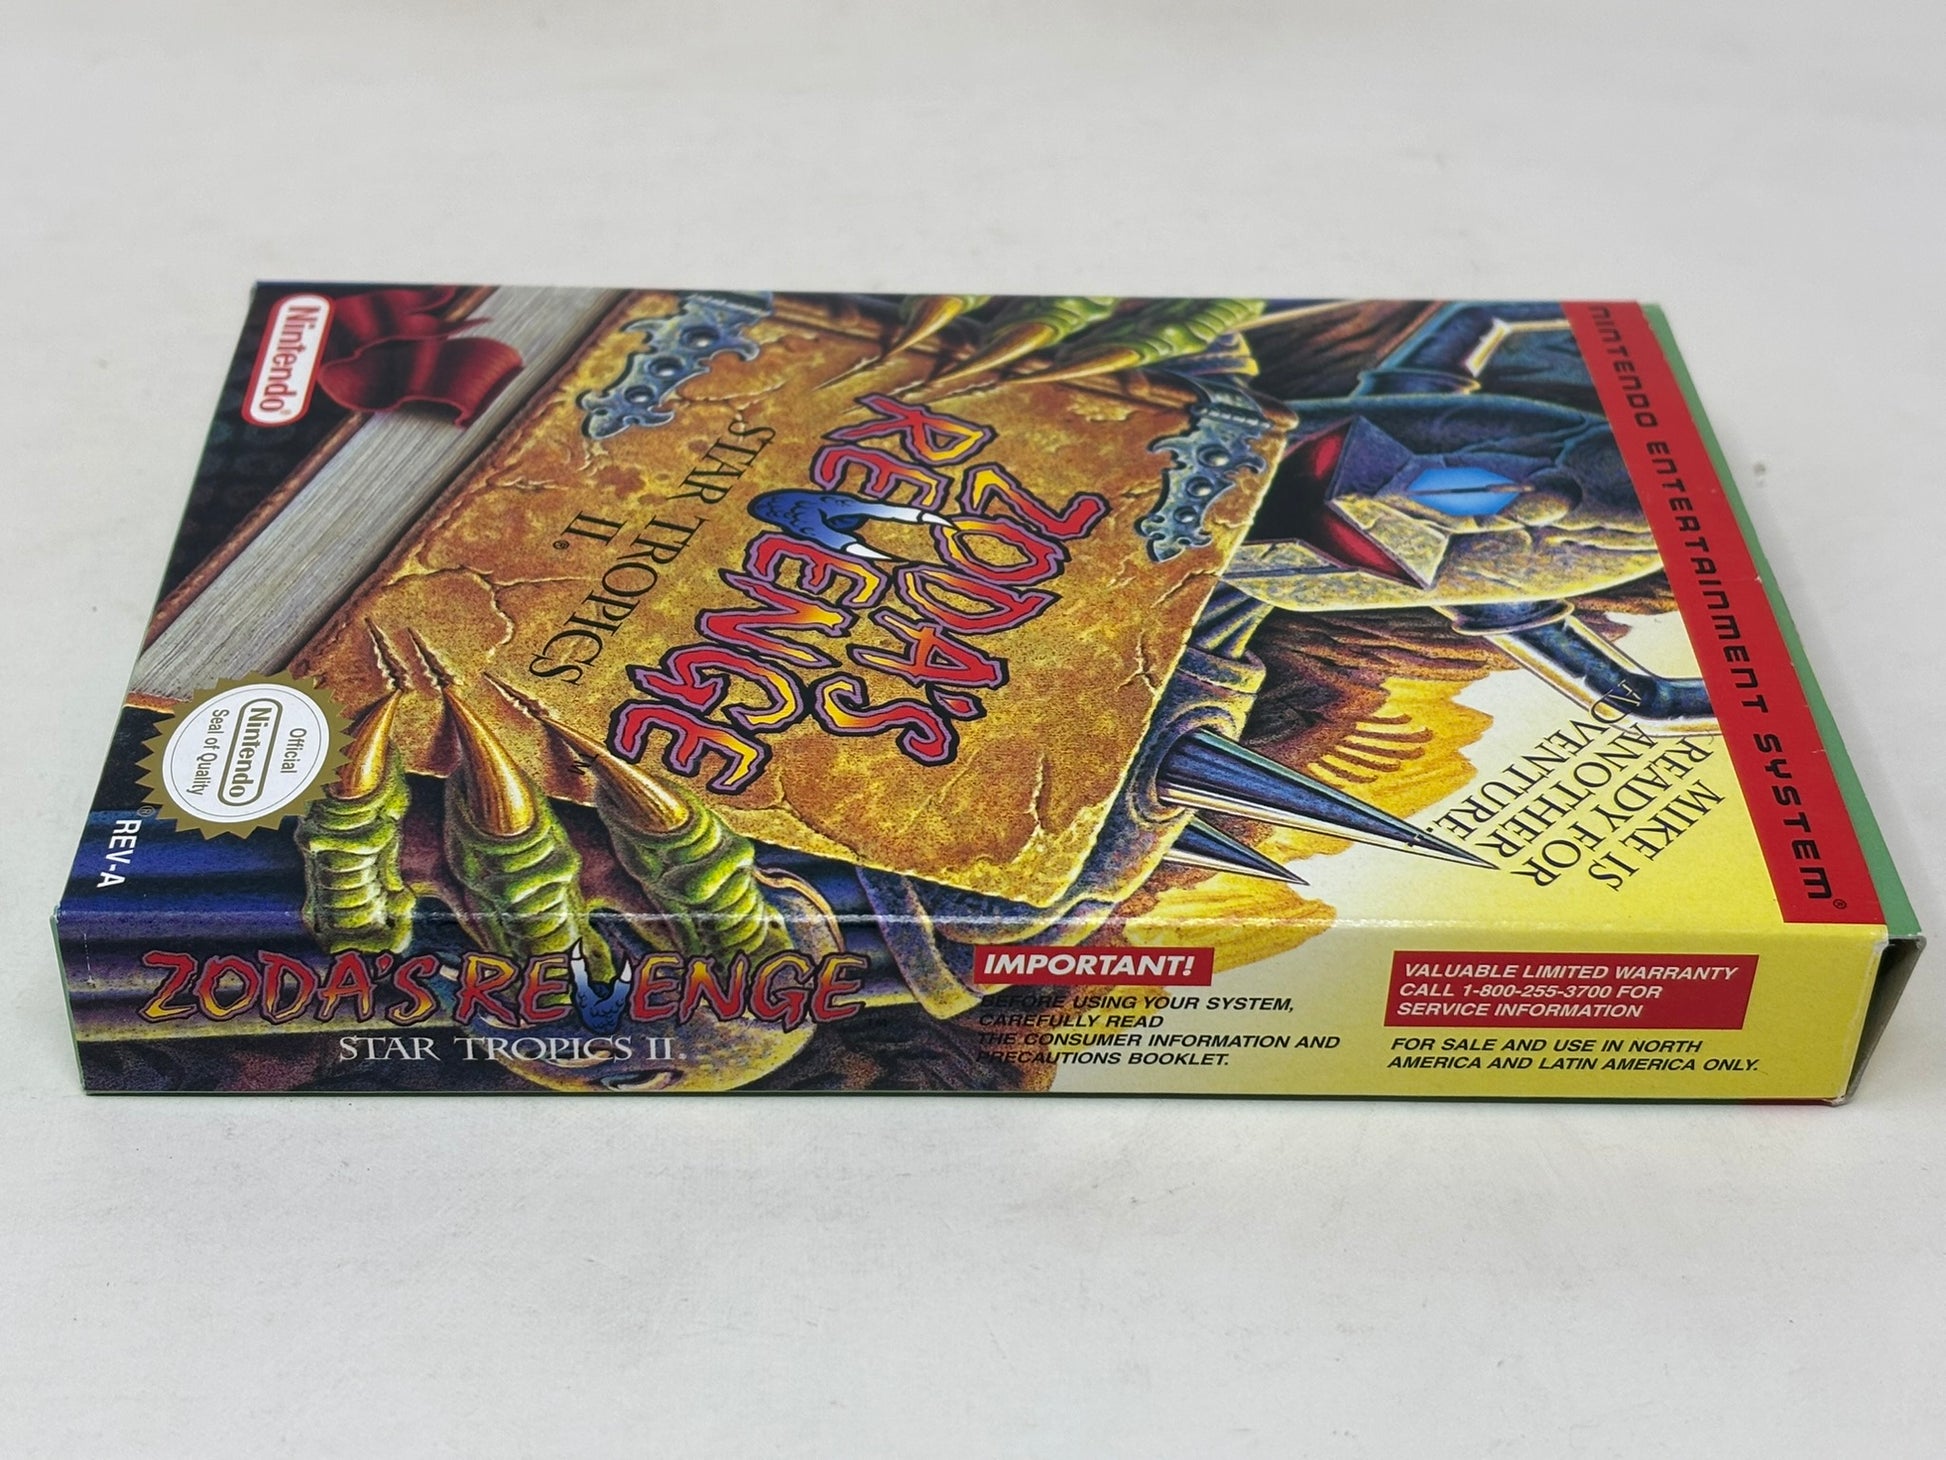 NINTENDO ENTERTAINMENT SYSTEM®
MIKE IS
READY FOR
ANOTHER
ADVENTURE.
ZODA'S
REVENGE™
STAR TROPICS
II.®
Nintendo®
Official
Nintendo
Seal of Quality
®
REV-A
ZODA'S REVENGE™
STAR TROPICS II.®
IMPORTANT!
BEFORE USING YOUR SYSTEM,
CAREFULLY READ
THE CONSUMER INFORMATION AND
PRECAUTIONS BOOKLET.
VALUABLE LIMITED WARRANTY
CALL 1-800-255-3700 FOR
SERVICE INFORMATION
FOR SALE AND USE IN NORTH
AMERICA AND LATIN AMERICA ONLY.